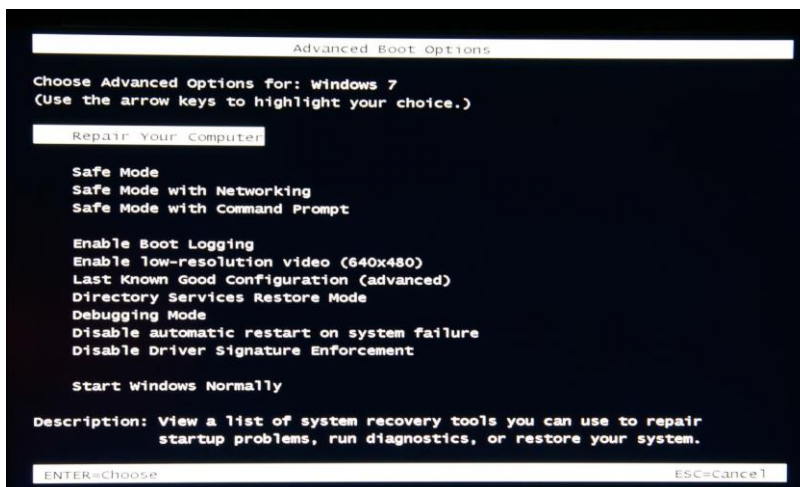 Advanced Boot Options
Choose Advanced Options for: Windows 7
(Use the arrow keys to highlight your choice.)
Repair Your Computer
Safe Mode
Safe Mode with Networking
Safe Mode with Command Prompt
Enable Boot Logging
Enable low-resolution video (640x480)
Last Known Good Configuration (advanced)
Directory Services Restore Mode
Debugging Mode
Disable automatic restart on system failure
Disable Driver Signature Enforcement
Start Windows Normally
Description: View a list of system recovery tools you can use to repair
startup problems, run diagnostics, or restore your system.
ENTER=Choose ESC=Cancel